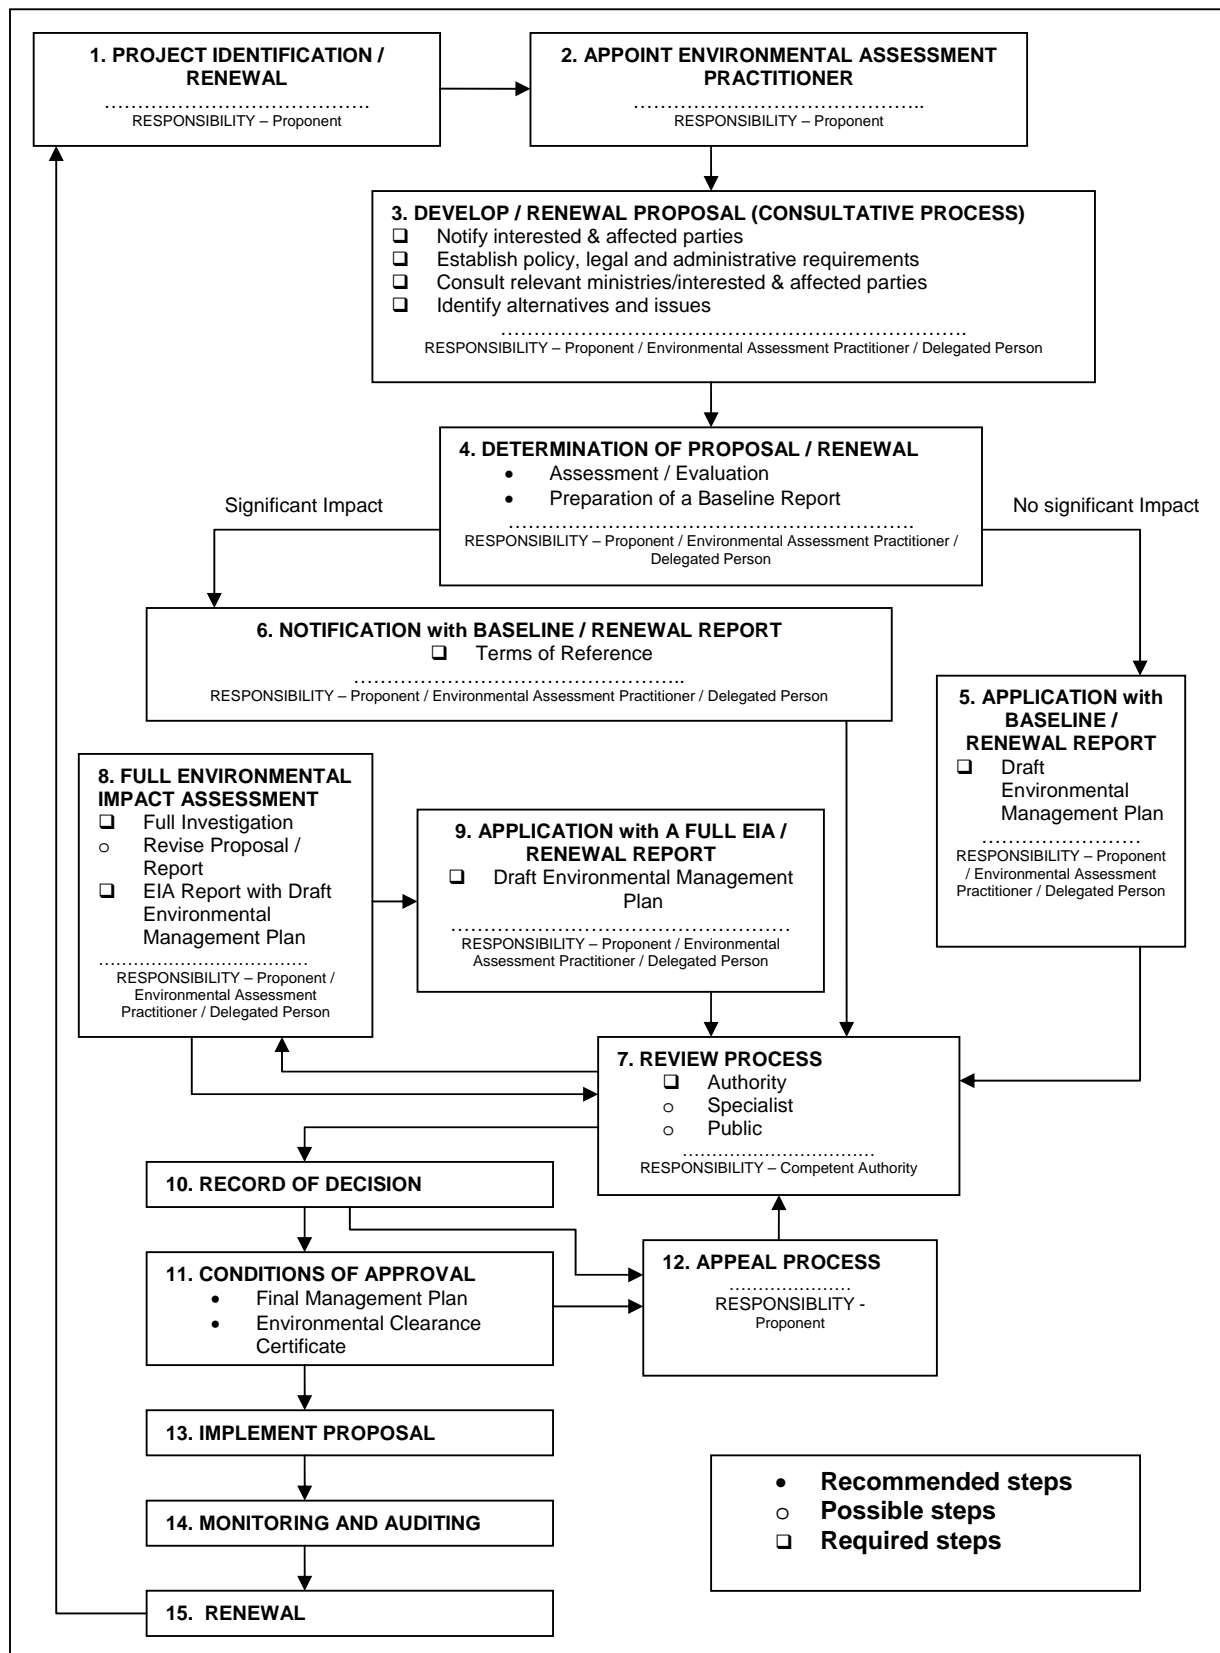 1. PROJECT IDENTIFICATION /
RENEWAL
………………………………….
RESPONSIBILITY – Proponent
2. APPOINT ENVIRONMENTAL ASSESSMENT
PRACTITIONER
……………………………………..
RESPONSIBILITY – Proponent
3. DEVELOP / RENEWAL PROPOSAL (CONSULTATIVE PROCESS)
❑ Notify interested & affected parties
❑ Establish policy, legal and administrative requirements
❑ Consult relevant ministries/interested & affected parties
❑ Identify alternatives and issues
…………………………………………………………….
RESPONSIBILITY – Proponent / Environmental Assessment Practitioner / Delegated Person
4. DETERMINATION OF PROPOSAL / RENEWAL
• Assessment / Evaluation
• Preparation of a Baseline Report
…………………………………………………….
RESPONSIBILITY – Proponent / Environmental Assessment Practitioner /
Delegated Person
Significant Impact
No significant Impact
6. NOTIFICATION with BASELINE / RENEWAL REPORT
❑ Terms of Reference
…………………………………………..
RESPONSIBILITY – Proponent / Environmental Assessment Practitioner / Delegated Person
5. APPLICATION with
BASELINE /
RENEWAL REPORT
❑ Draft
Environmental
Management Plan
……………………
RESPONSIBILITY – Proponent
/ Environmental Assessment
Practitioner / Delegated Person
8. FULL ENVIRONMENTAL
IMPACT ASSESSMENT
❑ Full Investigation
o Revise Proposal /
Report
❑ EIA Report with Draft
Environmental
Management Plan
……………………………
RESPONSIBILITY – Proponent /
Environmental Assessment
Practitioner / Delegated Person
9. APPLICATION with A FULL EIA /
RENEWAL REPORT
❑ Draft Environmental Management
Plan
……………………………………………
RESPONSIBILITY – Proponent / Environmental
Assessment Practitioner / Delegated Person
7. REVIEW PROCESS
❑ Authority
o Specialist
o Public
……………………………
RESPONSIBILITY – Competent Authority
10. RECORD OF DECISION
11. CONDITIONS OF APPROVAL
• Final Management Plan
• Environmental Clearance
Certificate
12. APPEAL PROCESS
…………………
RESPONSIBLITY -
Proponent
13. IMPLEMENT PROPOSAL
14. MONITORING AND AUDITING
15. RENEWAL
• Recommended steps
o Possible steps
❑ Required steps